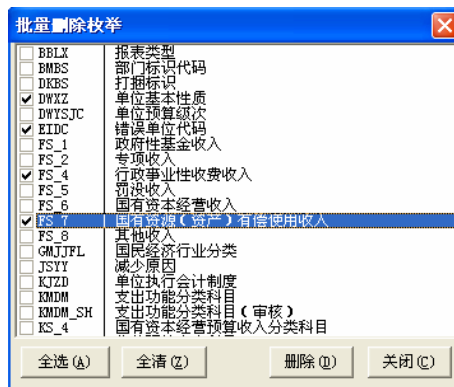 批量删除枚举
BBLX 报表类型
BMBS 部门标识代码
DKBS 打捆标识
DWXZ 单位基本性质
DWYSJC 单位预算级次
EIDC 错误单位代码
FS_1 政府性基金收入
FS_2 专项收入
FS_4 行政事业性收费收入
FS_5 罚没收入
FS_6 国有资本经营收入
FS_7 国有资源（资产）有偿使用收入
FS_8 其他收入
GMJJFL 国民经济行业分类
JSYY 减少原因
KJZD 单位执行会计制度
KMDM 支出功能分类科目
KMDM_SH 支出功能分类科目（审核）
KS_4 国有资本经营预算收入分类科目
全选(A) 全清(Z) 删除(D) 关闭(C)